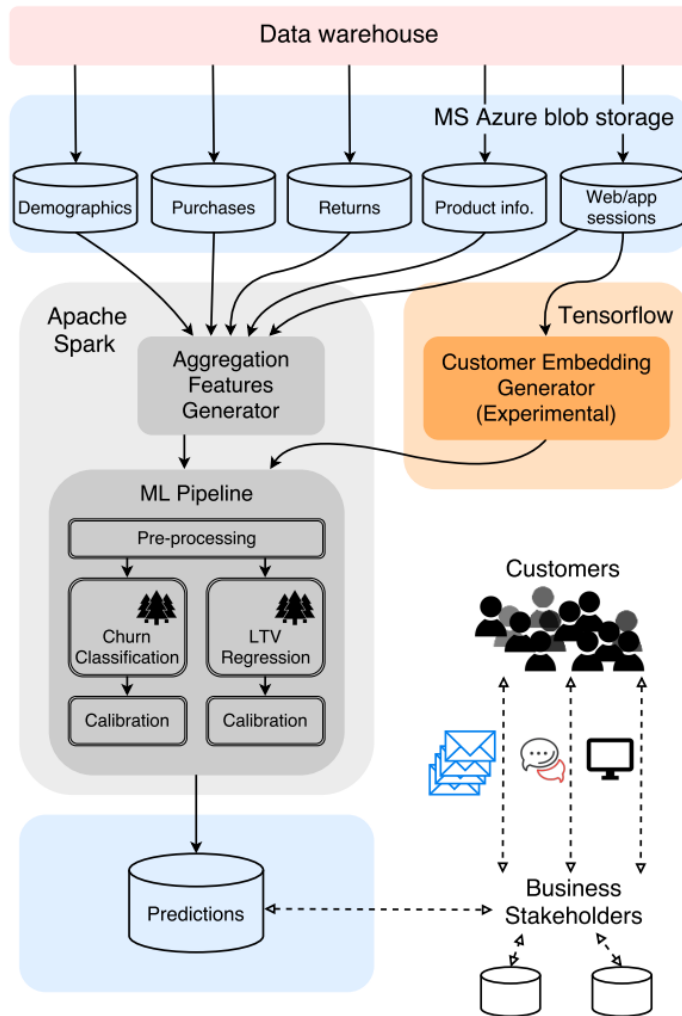 Data warehouse
MS Azure blob storage
Demographics
Purchases
Returns
Product info.
Web/app
sessions
Apache
Spark
Tensorflow
Aggregation
Features
Generator
Customer Embedding
Generator
(Experimental)
ML Pipeline
Pre-processing
Churn
Classification
LTV
Regression
Calibration
Calibration
Customers
Predictions
Business
Stakeholders